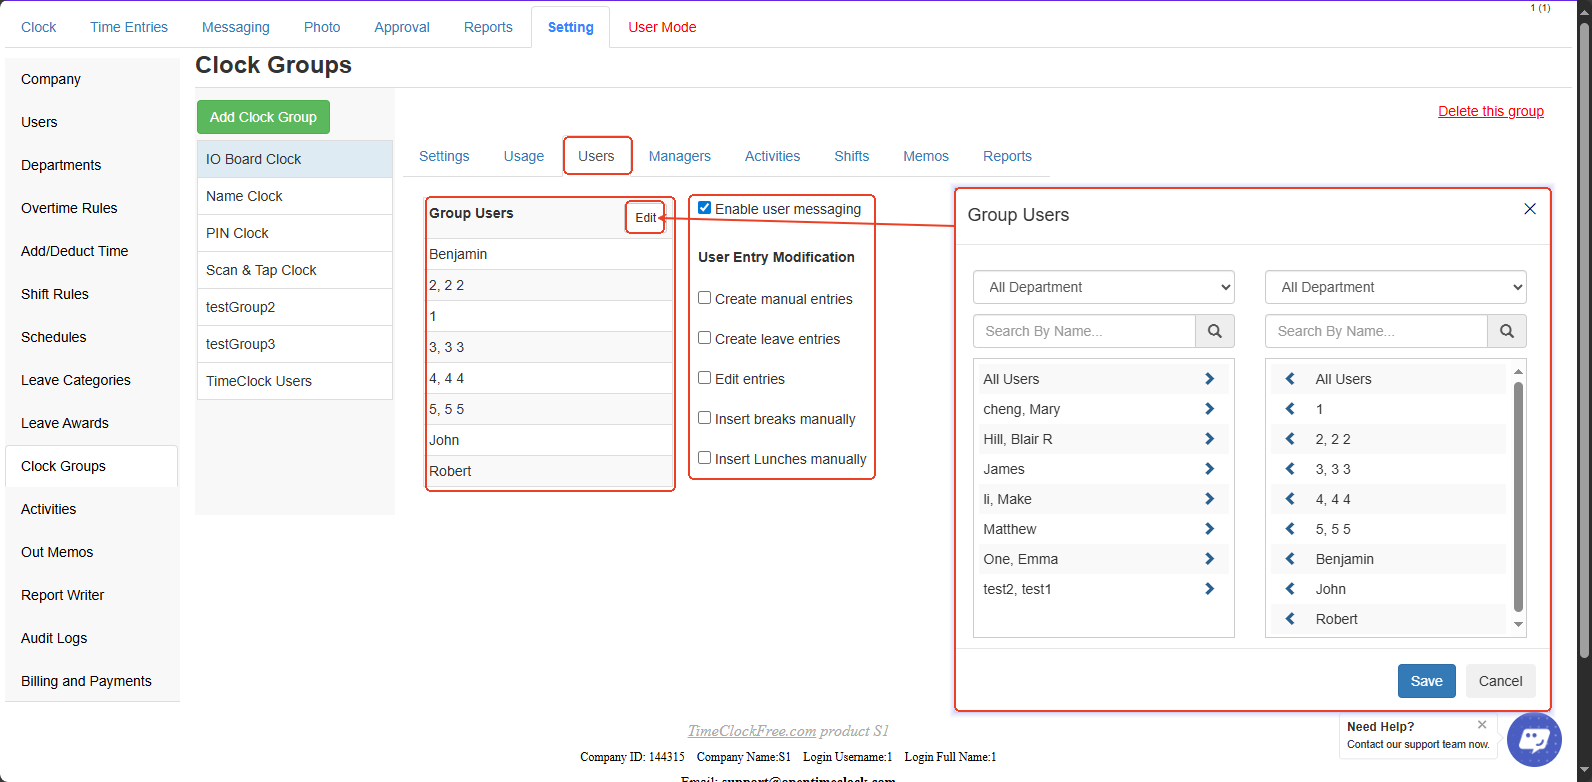 1 (1)
Clock Time Entries Messaging Photo Approval Reports Setting User Mode
Clock Groups
Company
Users
Departments
Overtime Rules
Add/Deduct Time
Shift Rules
Schedules
Leave Categories
Leave Awards
Clock Groups
Activities
Out Memos
Report Writer
Audit Logs
Billing and Payments
Add Clock Group
IO Board Clock
Name Clock
PIN Clock
Scan & Tap Clock
testGroup2
testGroup3
TimeClock Users
Delete this group
Settings Usage Users Managers Activities Shifts Memos Reports
Group Users Edit
Benjamin
2, 2 2
1
3, 3 3
4, 4 4
5, 5 5
John
Robert
Enable user messaging
User Entry Modification
Create manual entries
Create leave entries
Edit entries
Insert breaks manually
Insert Lunches manually
Group Users
All Department
Search By Name...
All Users
cheng, Mary
Hill, Blair R
James
li, Make
Matthew
One, Emma
test2, test1
All Department
Search By Name...
All Users
1
2, 2 2
3, 3 3
4, 4 4
5, 5 5
Benjamin
John
Robert
Save Cancel
TimeClockFree.com product S1
Company ID: 144315 Company Name:S1 Login Username:1 Login Full Name:1
Email: support@opentimeclock.com
Need Help?
Contact our support team now.